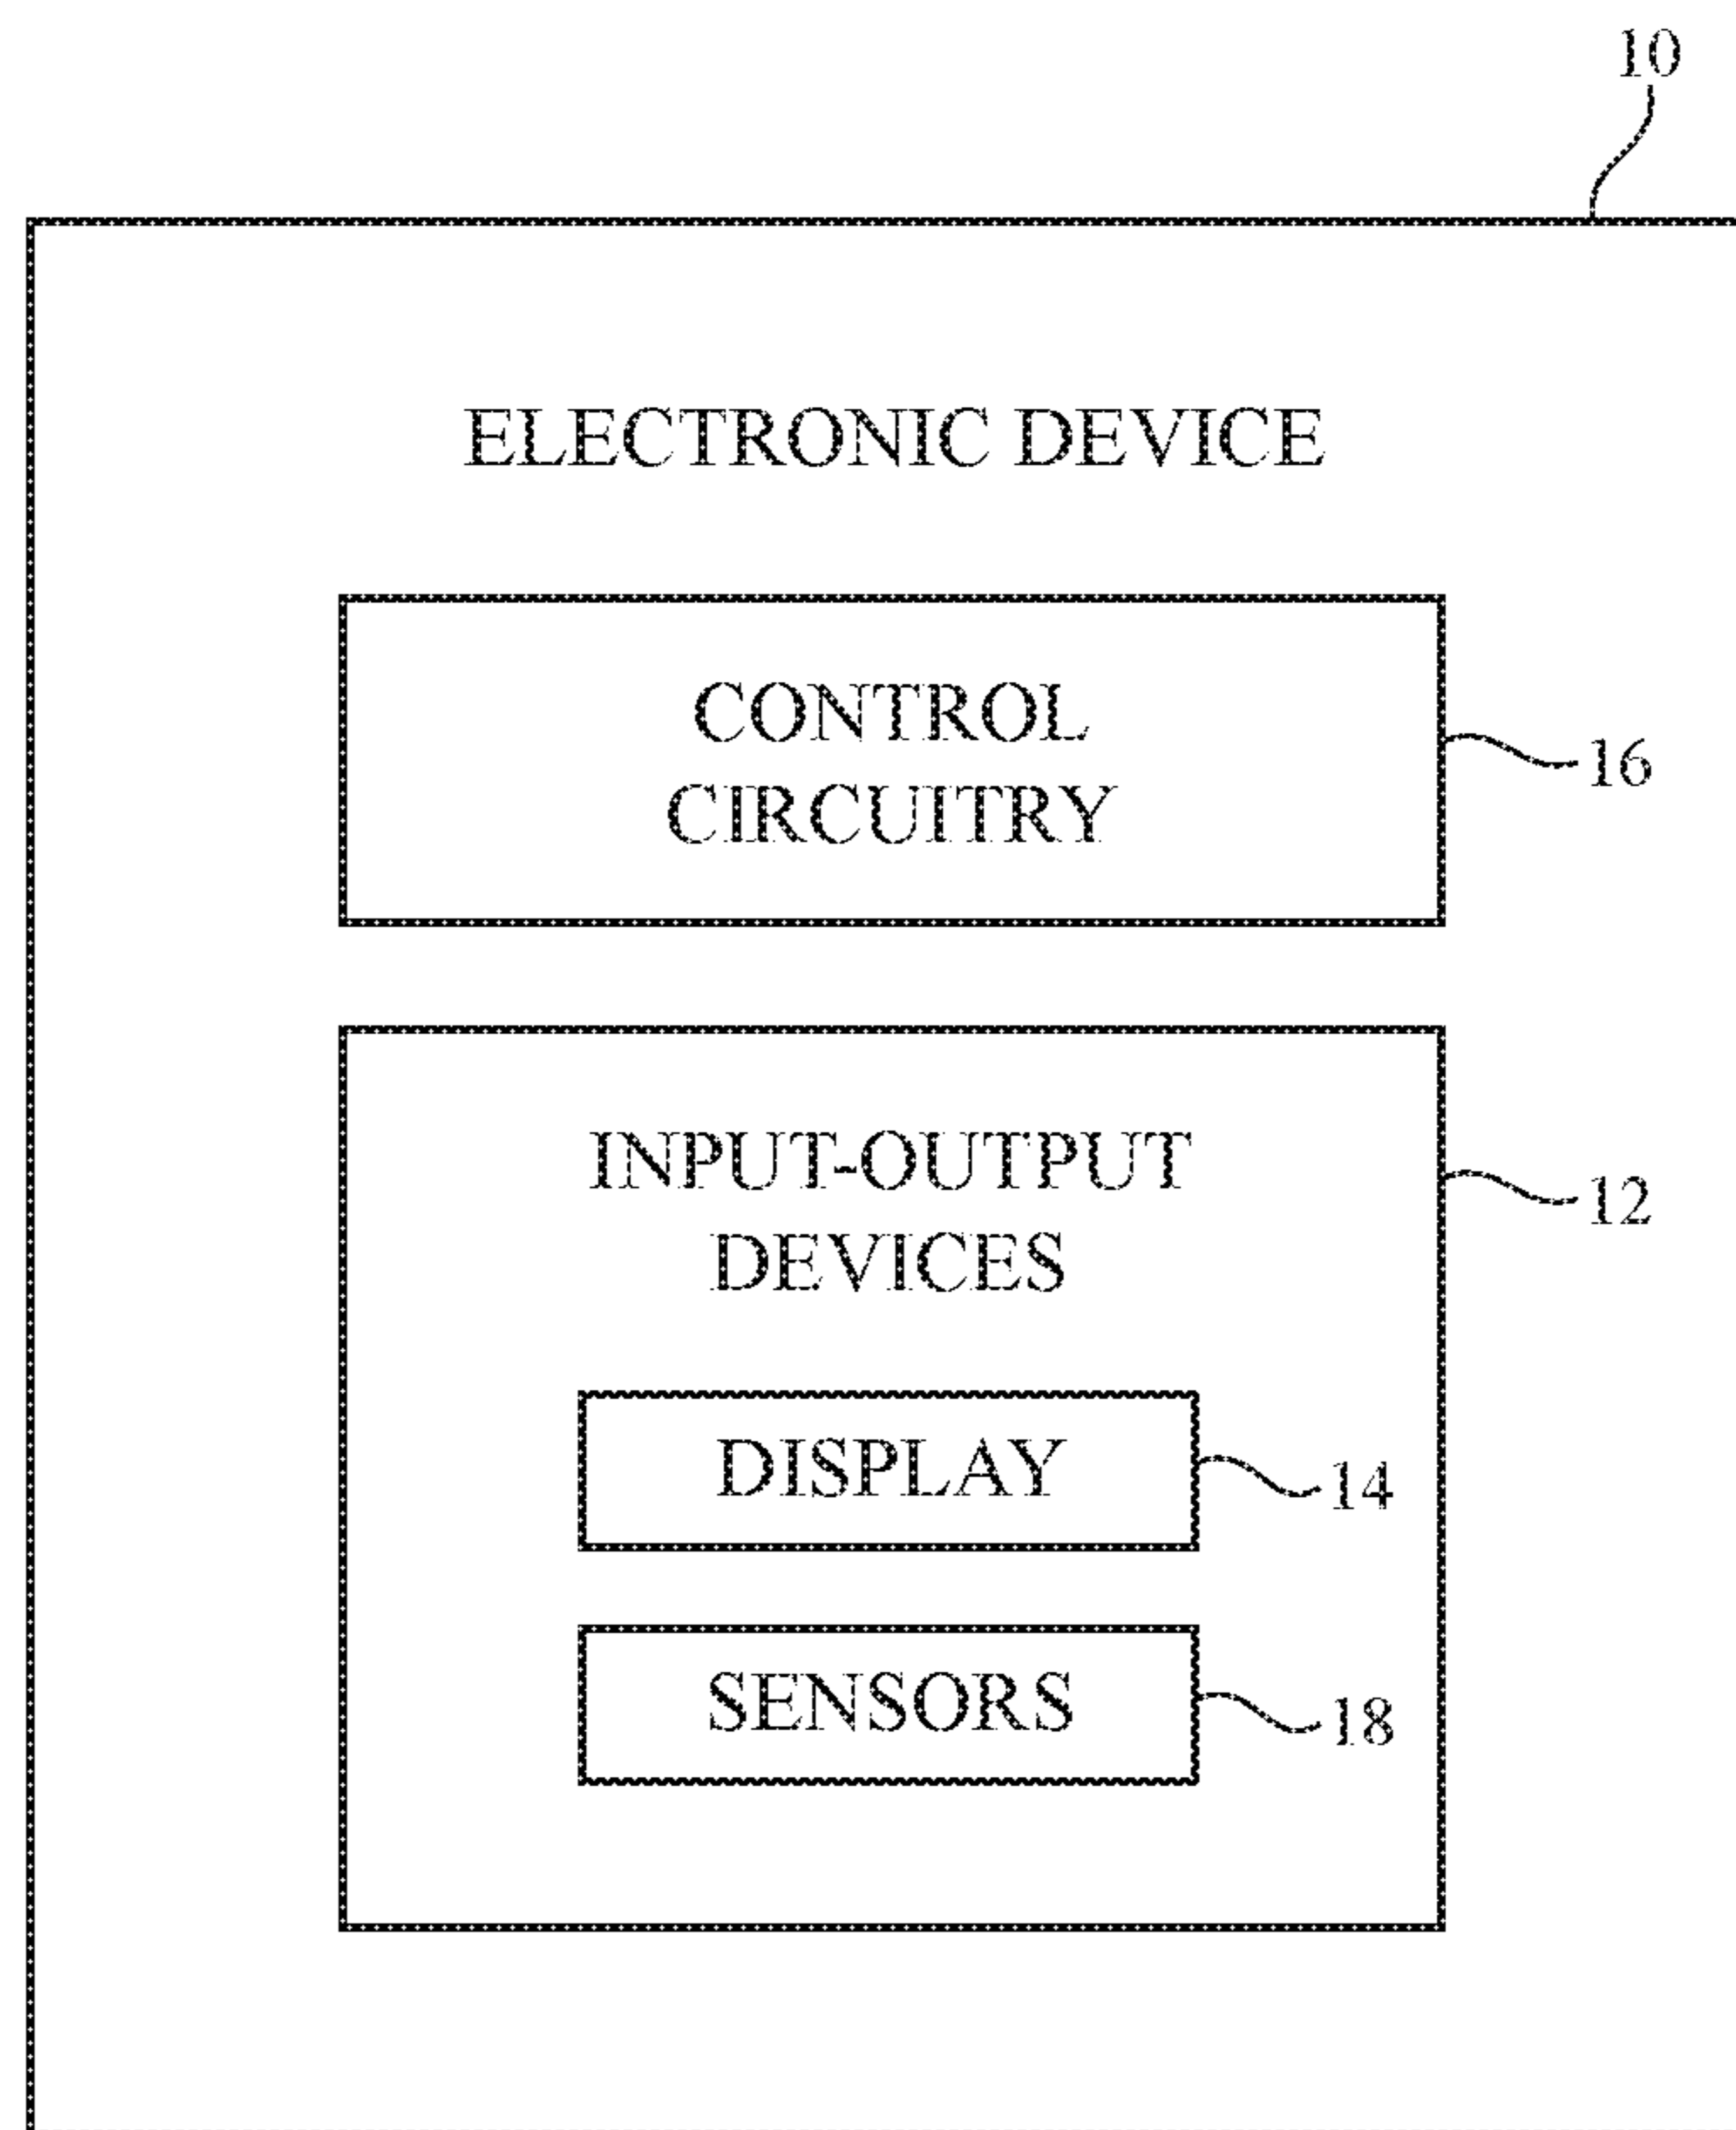 10
ELECTRONIC DEVICE
CONTROL
CIRCUITRY
16
INPUT-OUTPUT
DEVICES
12
DISPLAY
14
SENSORS
18